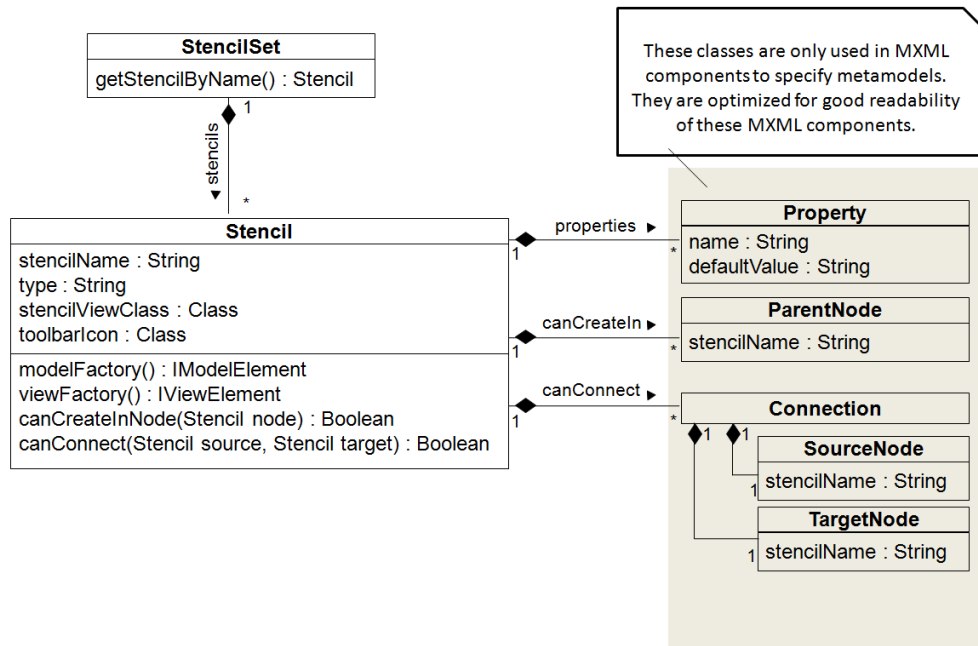 StencilSet
getStencilByName() : Stencil
1
stencils
*
These classes are only used in MXML
components to specify metamodels.
They are optimized for good readability
of these MXML components.
Stencil
stencilName : String
type : String
stencilViewClass : Class
toolbarIcon : Class
modelFactory() : IModelElement
viewFactory() : IViewElement
canCreateInNode(Stencil node) : Boolean
canConnect(Stencil source, Stencil target) : Boolean
properties
1
*
Property
name : String
defaultValue : String
canCreateIn
1
*
ParentNode
stencilName : String
canConnect
1
*
Connection
1
1
SourceNode
1
stencilName : String
TargetNode
1
stencilName : String